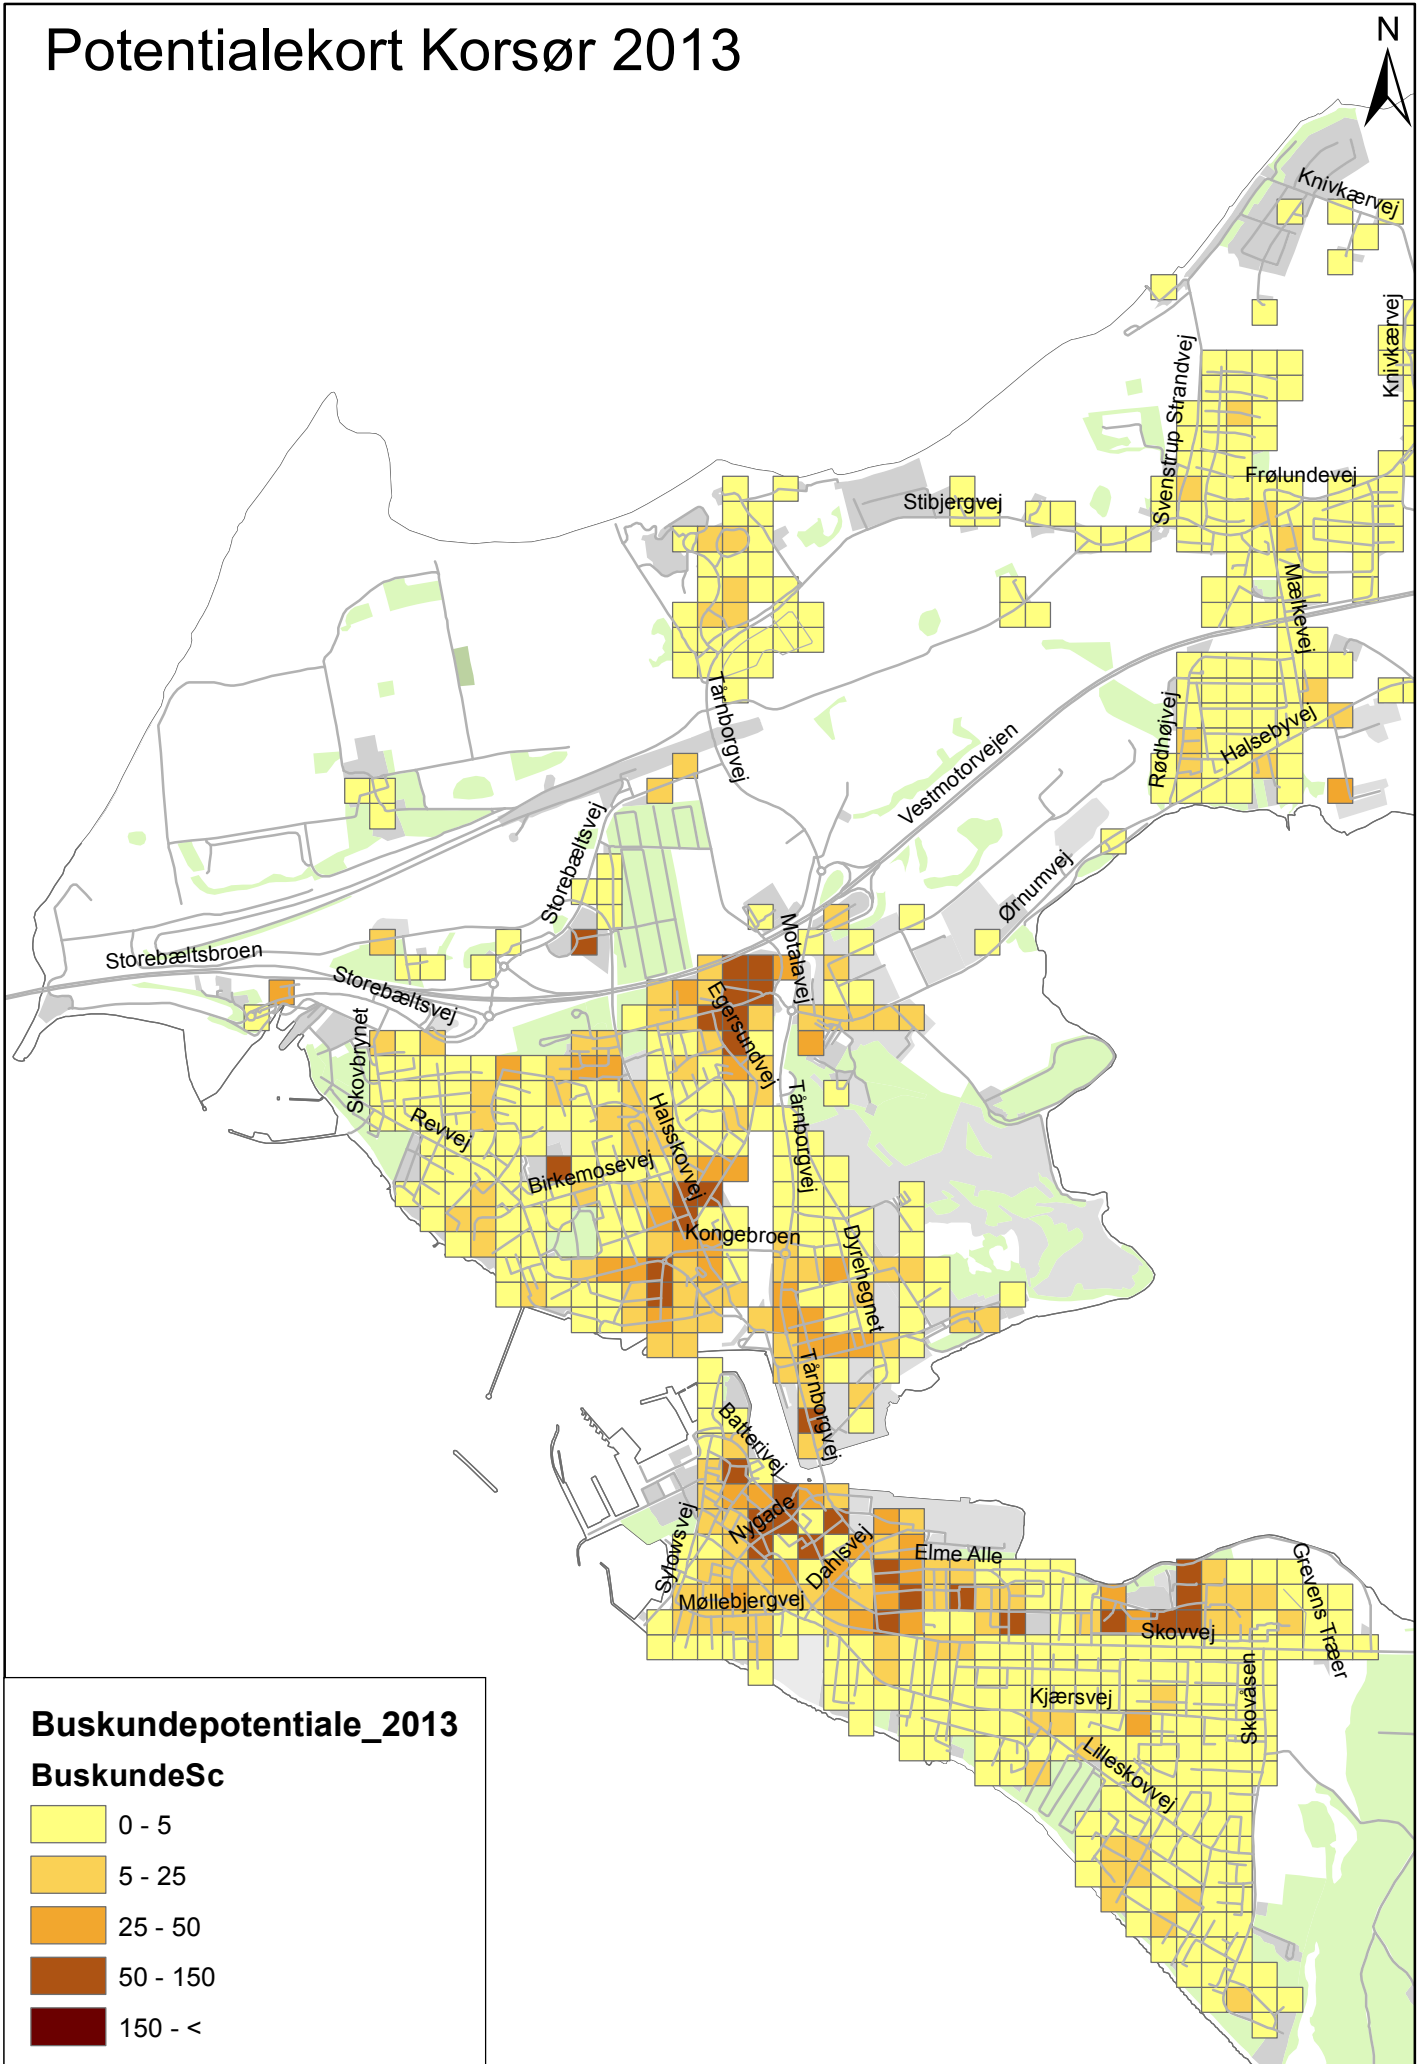 Potentialekort Korsør 2013
N
Knivkærvej
Knivkærvej
Svenstrup Strandvej
Frølundevej
Stibjergvej
Mælkevej
Tårnborgvej
Rødhøjvej
Halsebyvej
Vestmotorvejen
Storebæltsvej
Ørnumvej
Storebæltsbroen
Motalavej
Storebæltsvej
Egersundvej
Skovbrynet
Revvej
Halsskovvej
Tårnborgvej
Birkemosevej
Kongebroen
Dyrehegnet
Tårnborgvej
Batterivej
Nygade
Sylowsvej
Dahlsvej
Elme Alle
Grevens Træer
Møllebjergvej
Skovvej
Kjærsvej
Skovåsen
Lilleskovvej
Buskundepotentiale_2013
BuskundeSc
0 - 5
5 - 25
25 - 50
50 - 150
150 - <